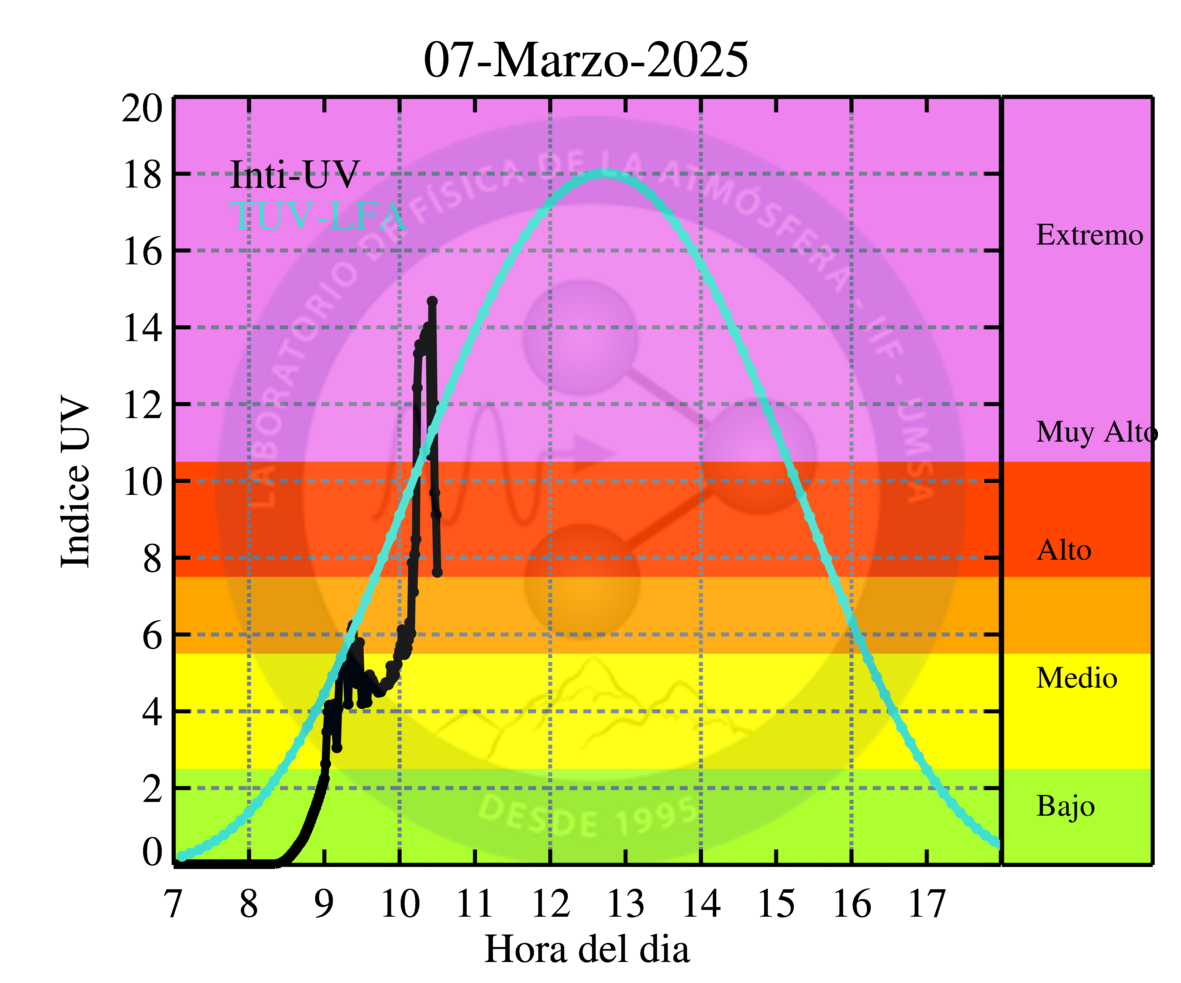 07-Marzo-2025
20
18
16
14
12
10
8
6
4
2
0
Indice UV
Inti-UV
TUV-LFA
LABORATORIO DE FÍSICA DE LA ATMÓSFERA - IIF - UMSA
DESDE 1995
Extremo
Muy Alto
Alto
Medio
Bajo
7 8 9 10 11 12 13 14 15 16 17
Hora del dia